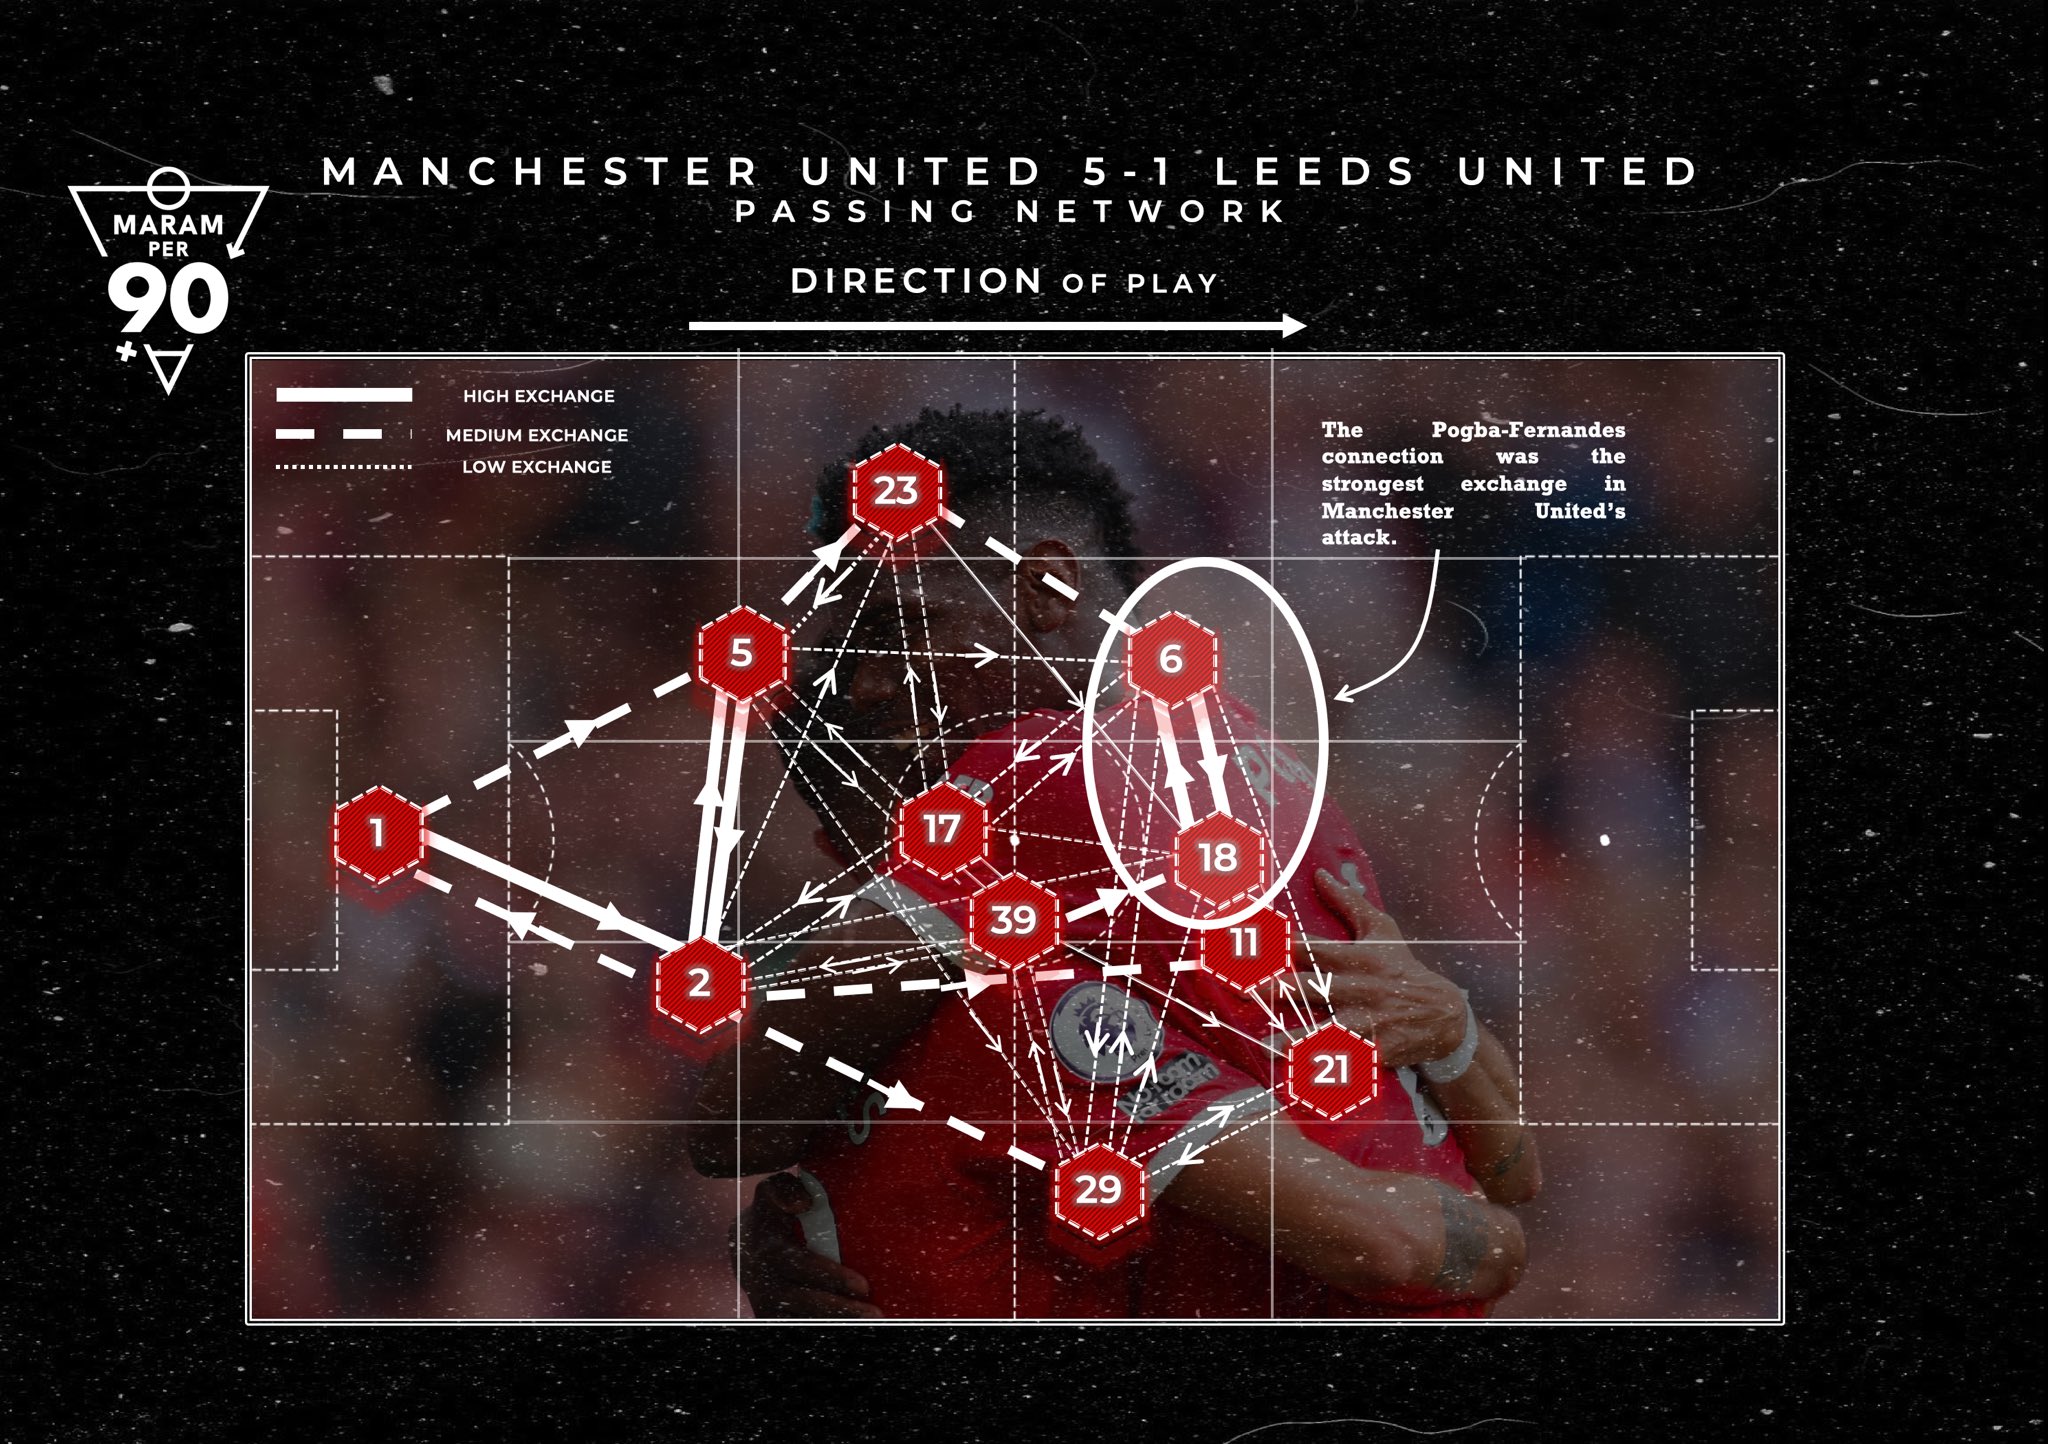 MANCHESTER UNITED 5-1 LEEDS UNITED
PASSING NETWORK
DIRECTION OF PLAY
MARAM
PER
90
+
HIGH EXCHANGE
MEDIUM EXCHANGE
LOW EXCHANGE
The Pogba-Fernandes
connection was the
strongest exchange in
Manchester United's
attack.
23
5
6
1
17
18
39
11
2
21
29